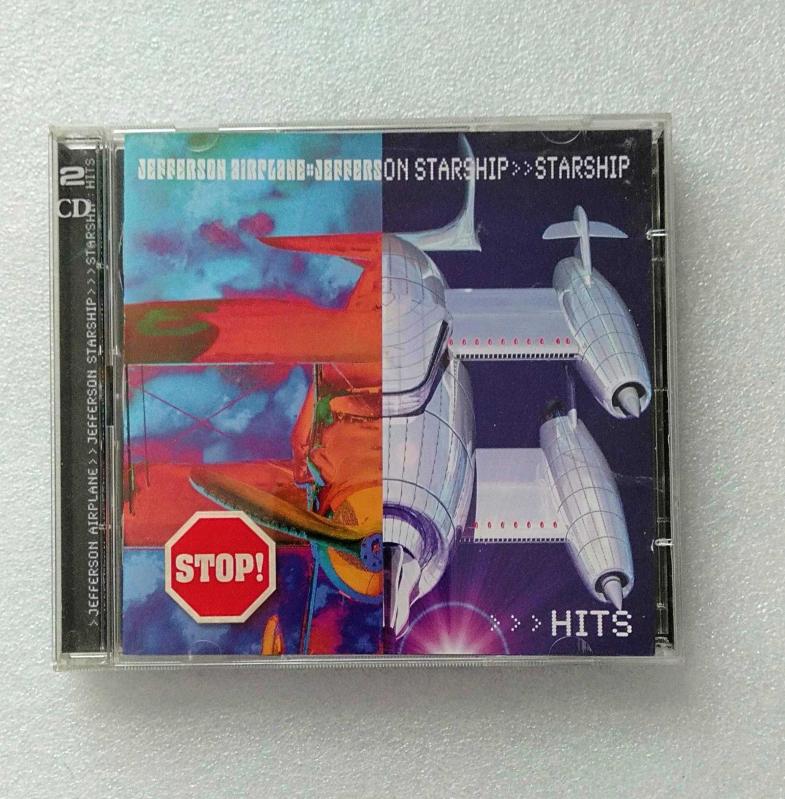 JEFFERSON AIRPLANE>>JEFFERSON STARSHIP>>STARSHIP
2
CD
>JEFFERSON AIRPLANE>>JEFFERSON STARSHIP>>>STARSHIP: HITS
STOP!
>>>HITS